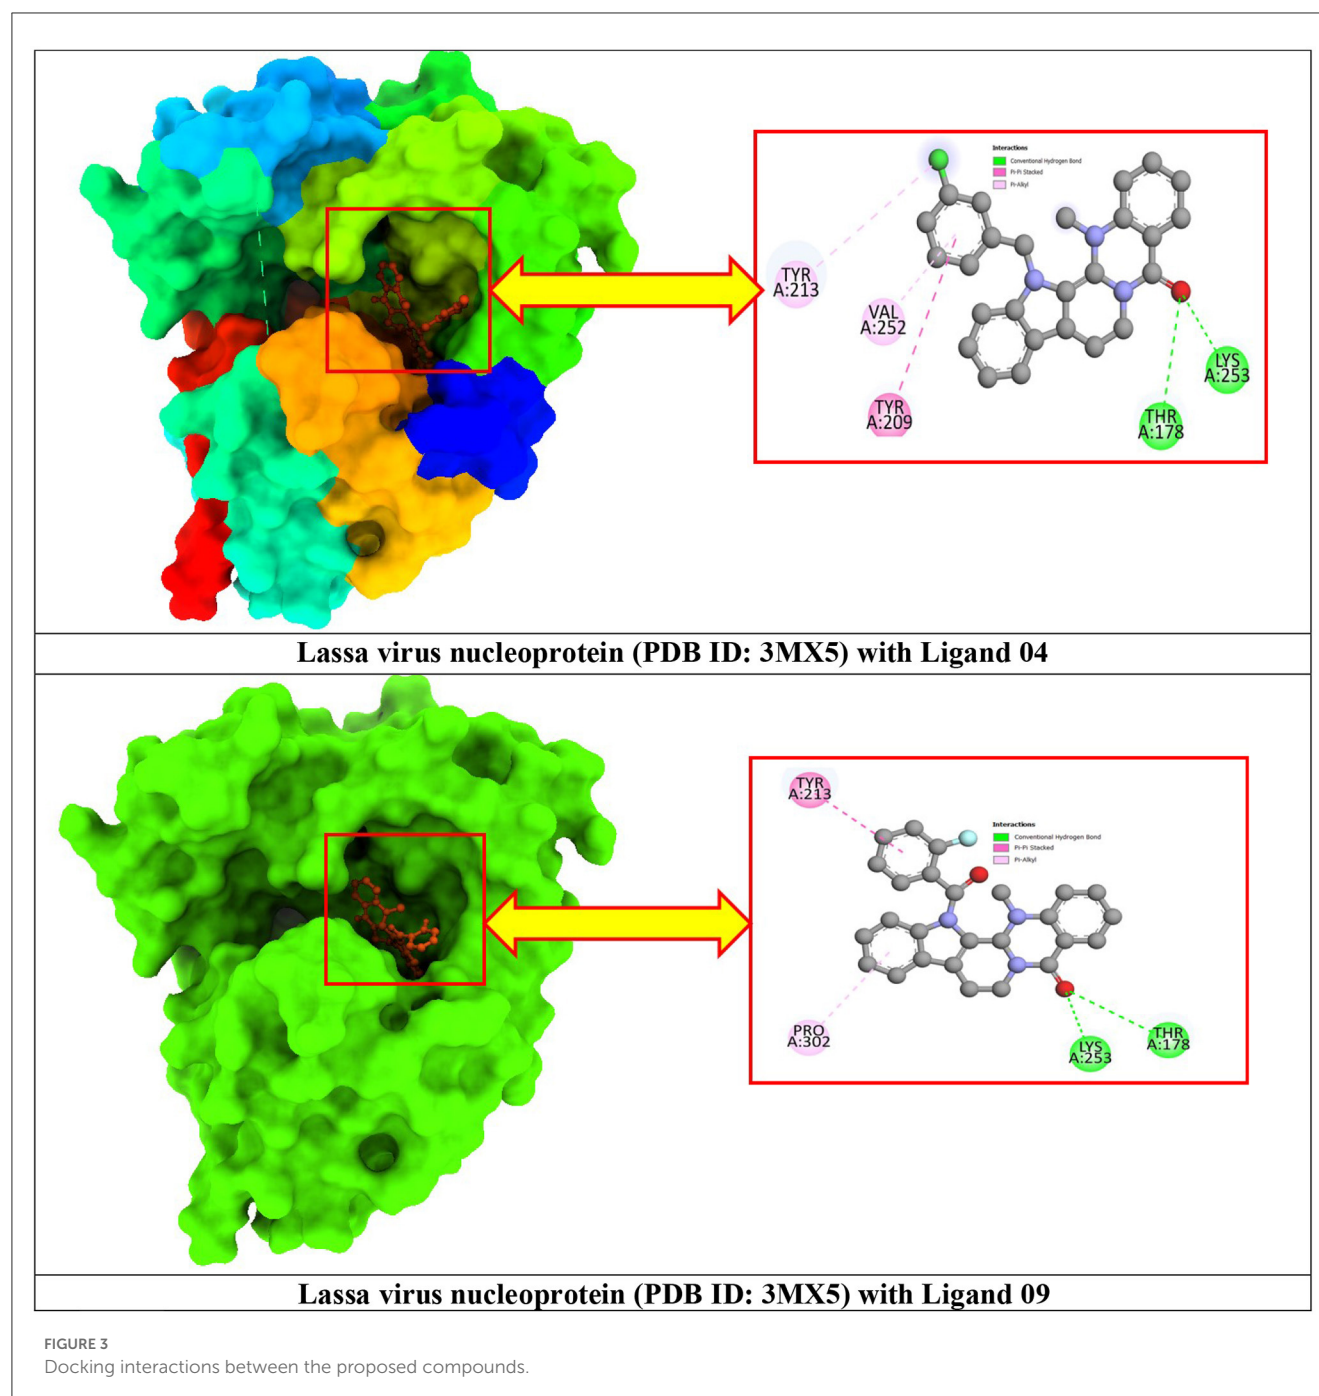 Interactions
Conventional Hydrogen Bond
Pi-Pi Stacked
Pi-Alkyl
TYR
A:213
VAL
A:252
TYR
A:209
LYS
A:253
THR
A:178
Lassa virus nucleoprotein (PDB ID: 3MX5) with Ligand 04
TYR
A:213
Interactions
Conventional Hydrogen Bond
Pi-Pi Stacked
Pi-Alkyl
PRO
A:302
LYS
A:253
THR
A:178
Lassa virus nucleoprotein (PDB ID: 3MX5) with Ligand 09
FIGURE 3
Docking interactions between the proposed compounds.